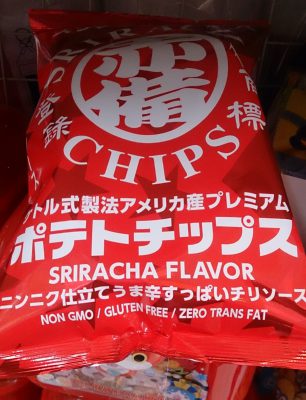 赤備
登録
商標
CHIPS
トル式製法アメリカ産プレミアム
ポテトチップス
SRIRACHA FLAVOR
ニンニク仕立てうま辛すっぱいチリソース
NON GMO / GLUTEN FREE / ZERO TRANS FAT